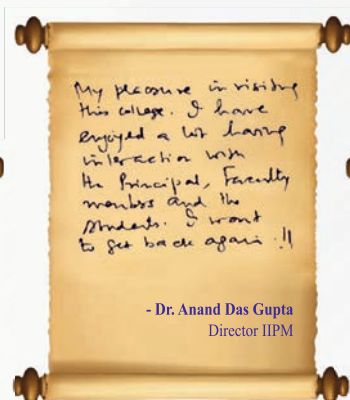 My pleasure in visiting
this college. I have
enjoyed a lot having
interaction with
the Principal, Faculty
members and the
students. I want
to get back again !!
- Dr. Anand Das Gupta
Director IIPM